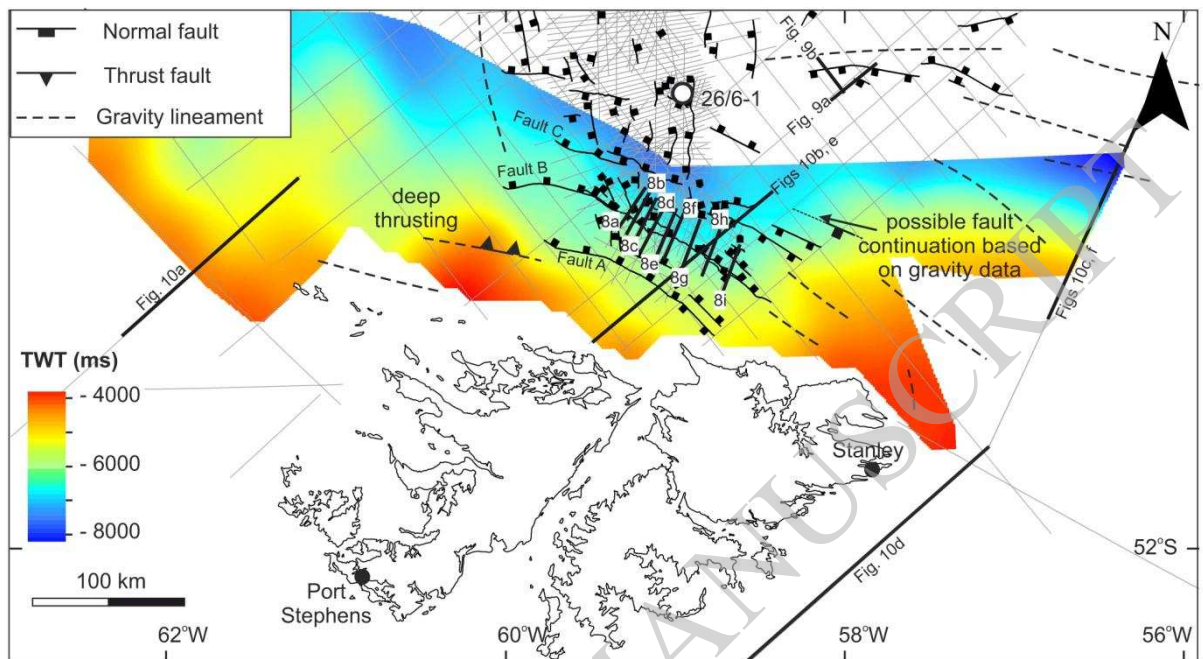 Normal fault
Thrust fault
Gravity lineament
N
Fig. 9b
26/6-1
Fig. 9a
Fault C
Fault B
Figs 10b, e
8b
8d
8f
8h
8a
8c
8e
8g
8i
deep
thrusting
Fault A
possible fault
continuation based
on gravity data
Fig. 10a
Figs 10c, f
TWT (ms)
- 4000
- 6000
- 8000
Stanley
Port
Stephens
Fig. 10d
52°S
100 km
62°W
60°W
58°W
56°W
ANUSCRIPT